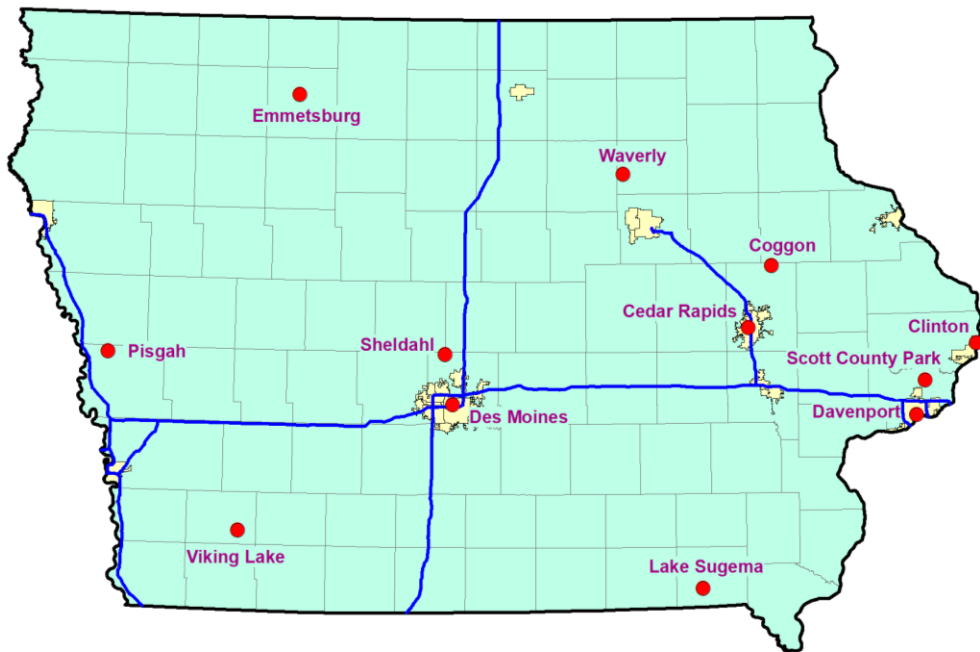 Emmetsburg
Waverly
Coggon
Cedar Rapids
Clinton
Pisgah
Sheldahl
Scott County Park
Des Moines
Davenport
Viking Lake
Lake Sugema